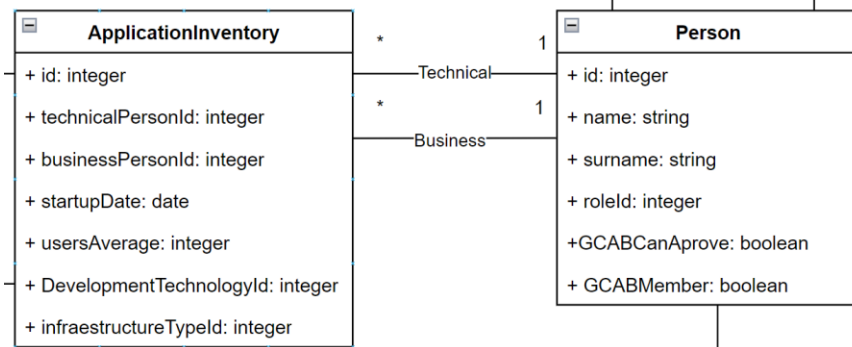 ApplicationInventory
+ id: integer
+ technicalPersonId: integer
+ businessPersonId: integer
+ startupDate: date
+ usersAverage: integer
+ DevelopmentTechnologyId: integer
+ infraestructureTypeId: integer
* 1
Technical
* 1
Business
Person
+ id: integer
+ name: string
+ surname: string
+ roleId: integer
+GCABCanAprove: boolean
+ GCABMember: boolean